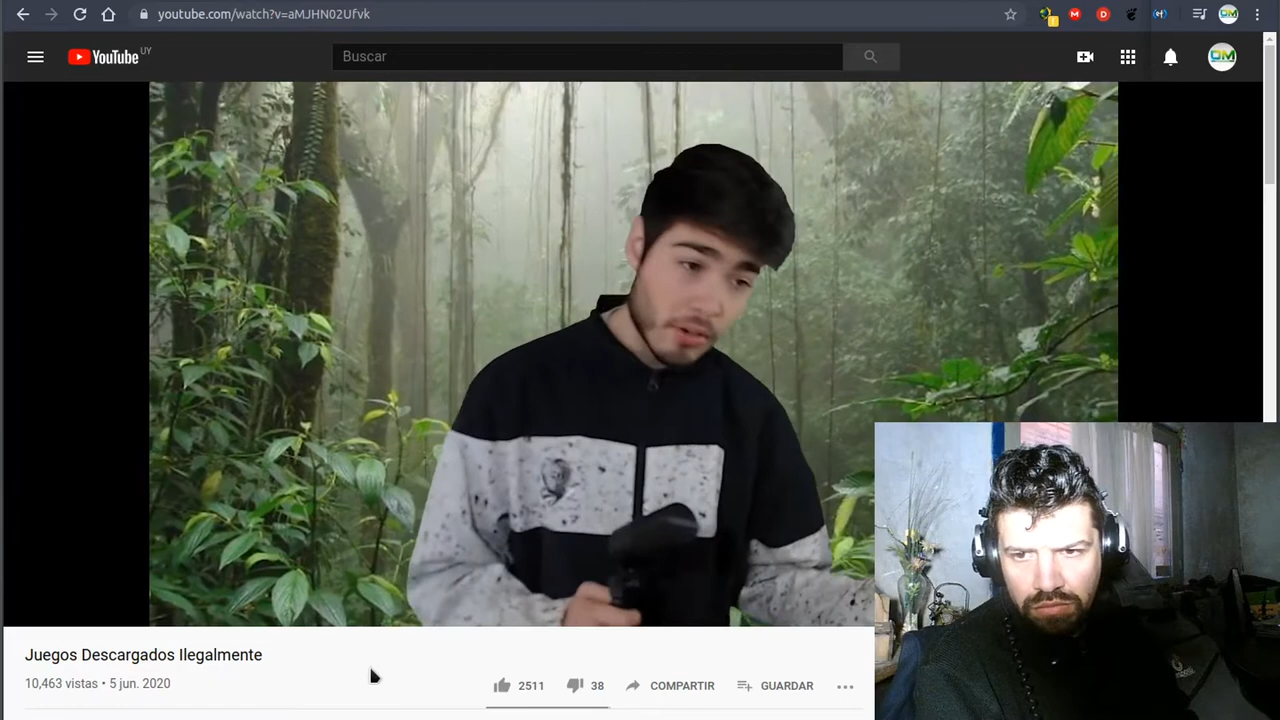 youtube.com/watch?v=aMJHN02Ufvk
YouTube UY
Buscar
DM
Juegos Descargados Ilegalmente
10,463 vistas • 5 jun. 2020
2511
38
COMPARTIR
GUARDAR